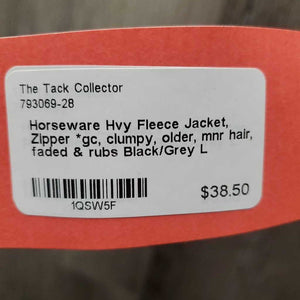 The Tack Collector
793069-28
Horseware Hvy Fleece Jacket,
Zipper *gc, clumpy, older, mnr hair,
faded & rubs Black/Grey L
$38.50
1QSW5F